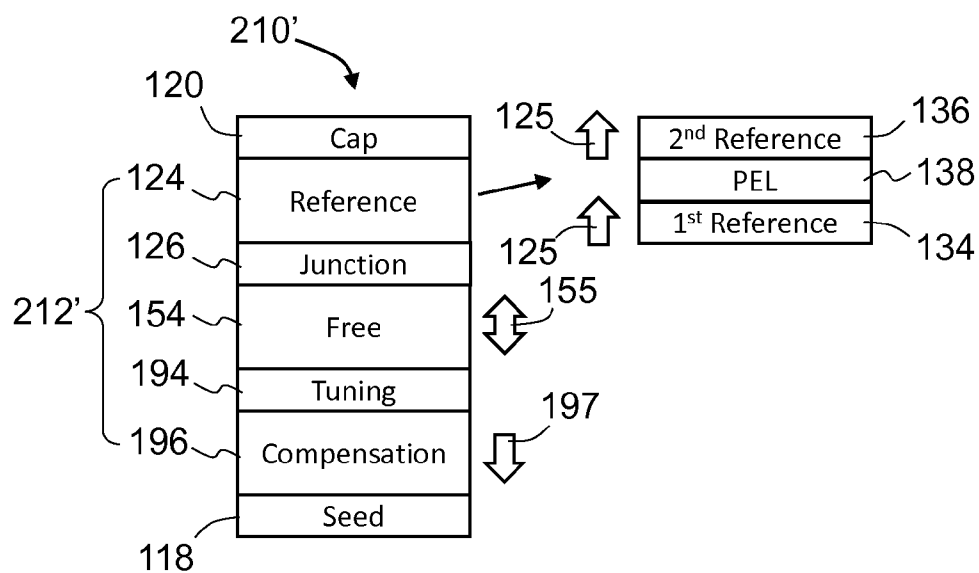 210'
120
Cap
125
2nd Reference
136
124
Reference
PEL
138
1st Reference
126
Junction
125
134
212'
154
Free
155
194
Tuning
196
Compensation
197
118
Seed